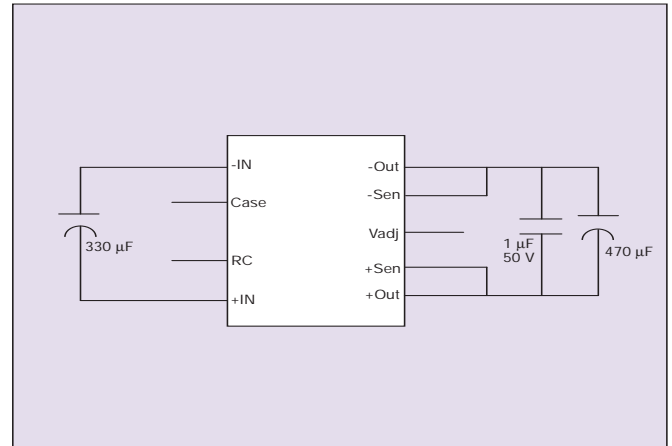 -IN
Case
RC
+IN
-Out
-Sen
Vadj
+Sen
+Out
330 µF
1 µF
50 V
470 µF